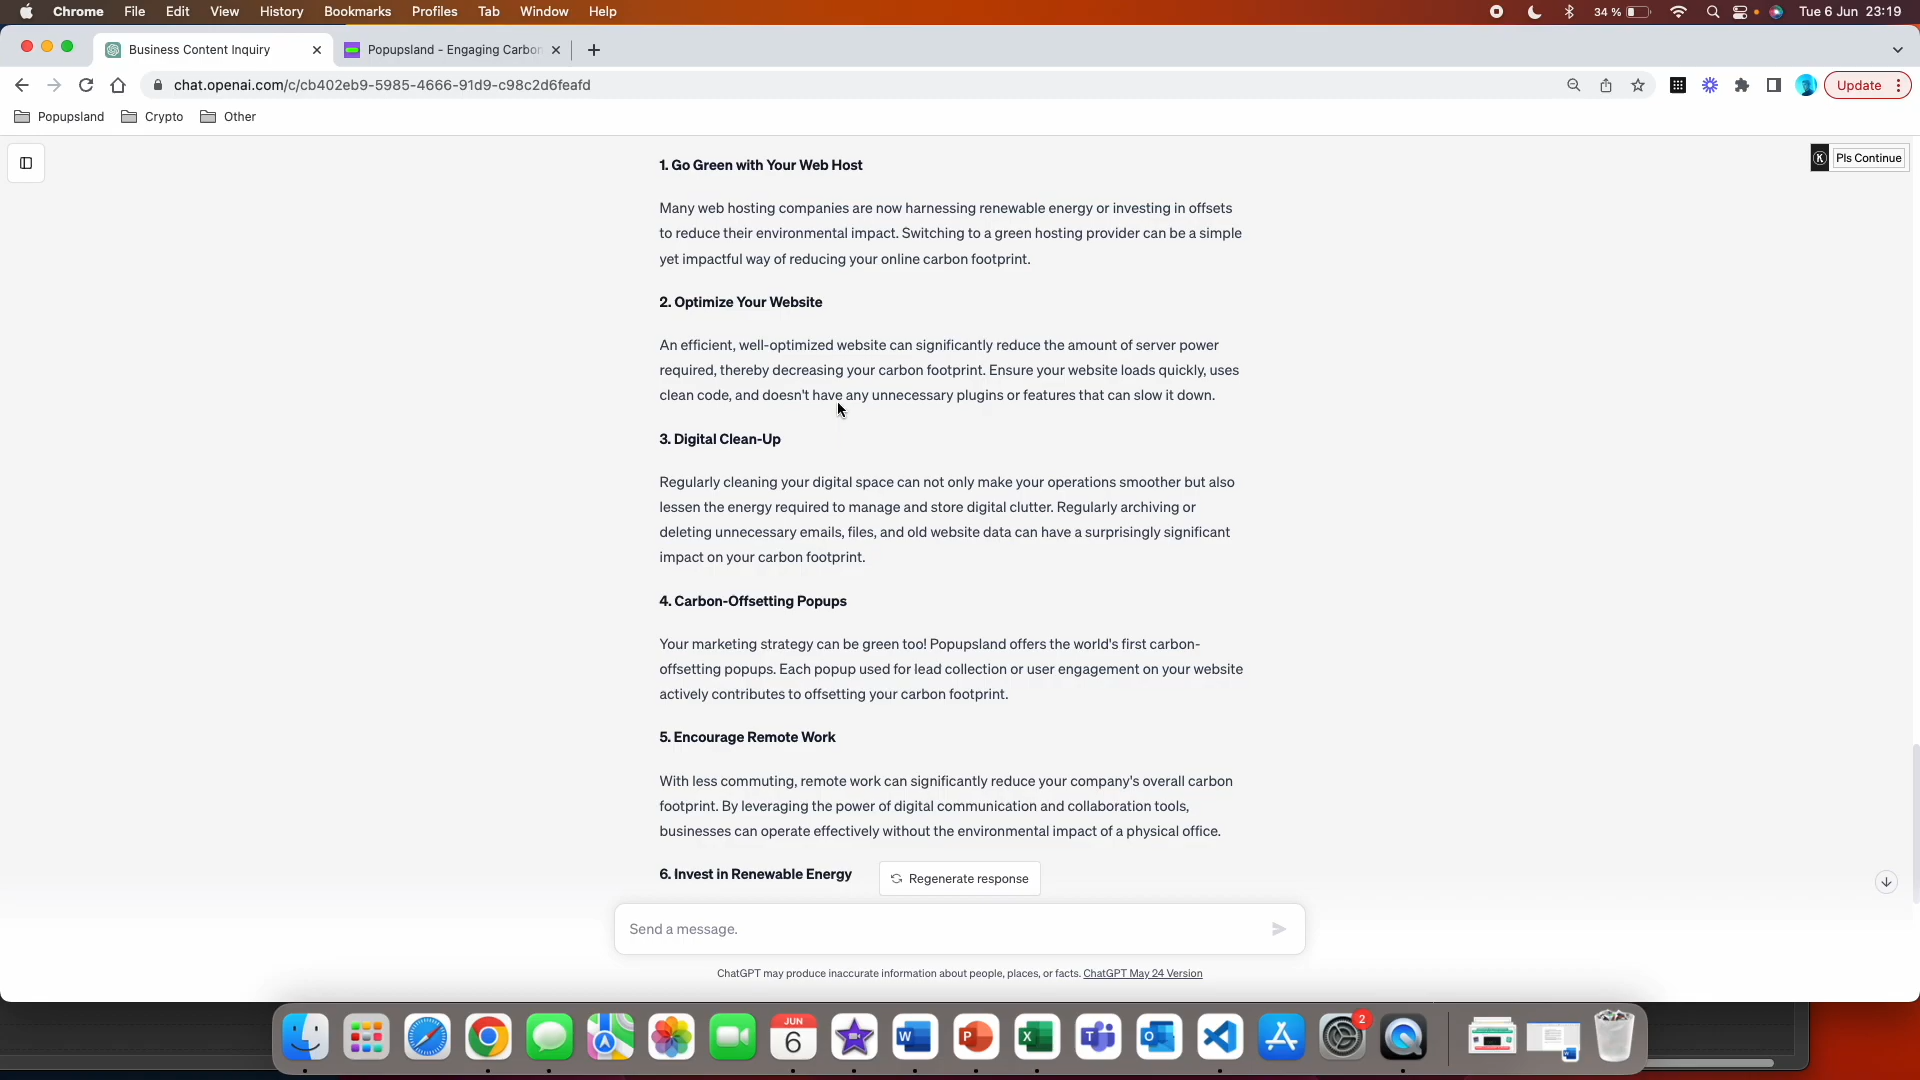 Chrome File Edit View History Bookmarks Profiles Tab Window Help 34 % Tue 6 Jun 23:19
Business Content Inquiry Popupsland - Engaging Carbon
chat.openai.com/c/cb402eb9-5985-4666-91d9-c98c2d6feafd Update
Popupsland Crypto Other
K Pls Continue
1. Go Green with Your Web Host
Many web hosting companies are now harnessing renewable energy or investing in offsets
to reduce their environmental impact. Switching to a green hosting provider can be a simple
yet impactful way of reducing your online carbon footprint.
2. Optimize Your Website
An efficient, well-optimized website can significantly reduce the amount of server power
required, thereby decreasing your carbon footprint. Ensure your website loads quickly, uses
clean code, and doesn't have any unnecessary plugins or features that can slow it down.
3. Digital Clean-Up
Regularly cleaning your digital space can not only make your operations smoother but also
lessen the energy required to manage and store digital clutter. Regularly archiving or
deleting unnecessary emails, files, and old website data can have a surprisingly significant
impact on your carbon footprint.
4. Carbon-Offsetting Popups
Your marketing strategy can be green too! Popupsland offers the world's first carbon-
offsetting popups. Each popup used for lead collection or user engagement on your website
actively contributes to offsetting your carbon footprint.
5. Encourage Remote Work
With less commuting, remote work can significantly reduce your company's overall carbon
footprint. By leveraging the power of digital communication and collaboration tools,
businesses can operate effectively without the environmental impact of a physical office.
6. Invest in Renewable Energy
Regenerate response
Send a message.
ChatGPT may produce inaccurate information about people, places, or facts. ChatGPT May 24 Version
JUN
6
W P X T O 2